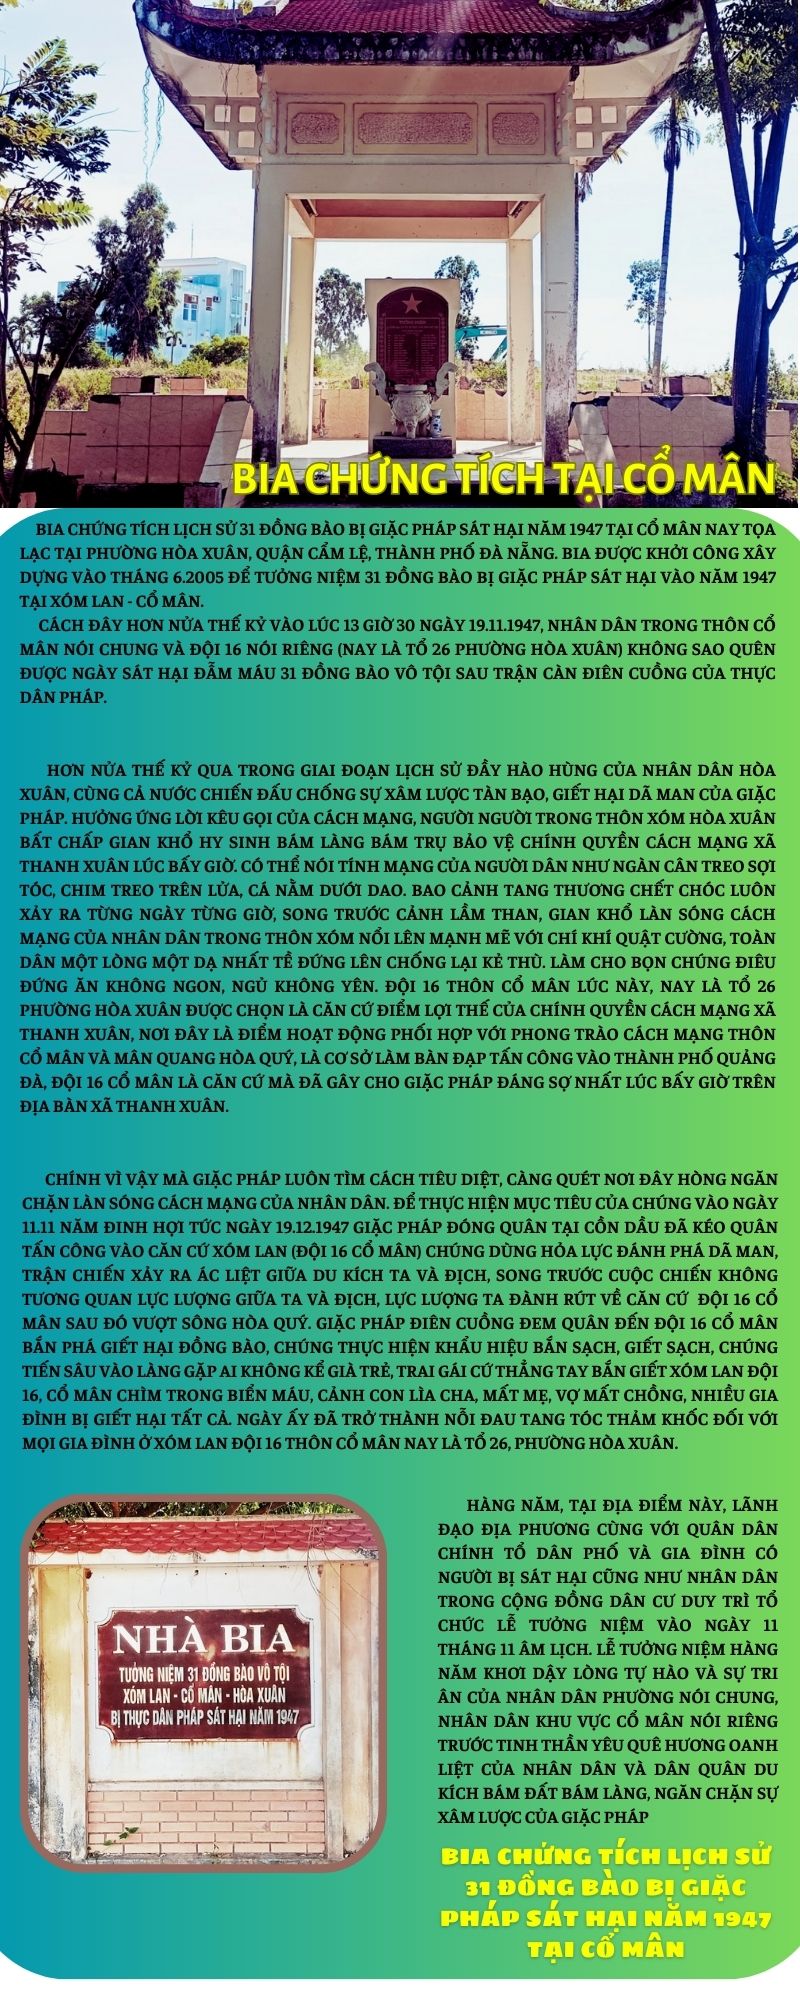 BIA CHỨNG TÍCH TẠI CỔ MÂN
BIA CHỨNG TÍCH LỊCH SỬ 31 ĐỒNG BÀO BỊ GIẶC PHÁP SÁT HẠI NĂM 1947 TẠI CỔ MÂN NAY TỌA
LẠC TẠI PHƯỜNG HÒA XUÂN, QUẬN CẨM LỆ, THÀNH PHỐ ĐÀ NẴNG. BIA ĐƯỢC KHỞI CÔNG XÂY
DỰNG VÀO THÁNG 6.2005 ĐỂ TƯỞNG NIỆM 31 ĐỒNG BÀO BỊ GIẶC PHÁP SÁT HẠI VÀO NĂM 1947
TẠI XÓM LAN - CỔ MÂN.
CÁCH ĐÂY HƠN NỬA THẾ KỶ VÀO LÚC 13 GIỜ 30 NGÀY 19.11.1947, NHÂN DÂN TRONG THÔN CỔ
MÂN NÓI CHUNG VÀ ĐỘI 16 NÓI RIÊNG (NAY LÀ TỔ 26 PHƯỜNG HÒA XUÂN) KHÔNG SAO QUÊN
ĐƯỢC NGÀY SÁT HẠI ĐẪM MÁU 31 ĐỒNG BÀO VÔ TỘI SAU TRẬN CÀN ĐIÊN CUỒNG CỦA THỰC
DÂN PHÁP.
HƠN NỬA THẾ KỶ QUA TRONG GIAI ĐOẠN LỊCH SỬ ĐẦY HÀO HÙNG CỦA NHÂN DÂN HÒA
XUÂN, CÙNG CẢ NƯỚC CHIẾN ĐẤU CHỐNG SỰ XÂM LƯỢC TÀN BẠO, GIẾT HẠI DÃ MAN CỦA GIẶC
PHÁP. HƯỞNG ỨNG LỜI KÊU GỌI CỦA CÁCH MẠNG, NGƯỜI NGƯỜI TRONG THÔN XÓM HÒA XUÂN
BẤT CHẤP GIAN KHỔ HY SINH BÁM LÀNG BÁM TRỤ BẢO VỆ CHÍNH QUYỀN CÁCH MẠNG XÃ
THANH XUÂN LÚC BẤY GIỜ. CÓ THỂ NÓI TÍNH MẠNG CỦA NGƯỜI DÂN NHƯ NGÀN CÂN TREO SỢI
TÓC, CHIM TREO TRÊN LỬA, CÁ NẰM DƯỚI DAO. BAO CẢNH TANG THƯƠNG CHẾT CHÓC LUÔN
XẢY RA TỪNG NGÀY TỪNG GIỜ, SONG TRƯỚC CẢNH LẦM THAN, GIAN KHỔ LÀN SÓNG CÁCH
MẠNG CỦA NHÂN DÂN TRONG THÔN XÓM NỔI LÊN MẠNH MẼ VỚI CHÍ KHÍ QUẬT CƯỜNG, TOÀN
DÂN MỘT LÒNG MỘT DẠ NHẤT TỀ ĐỨNG LÊN CHỐNG LẠI KẺ THÙ. LÀM CHO BỌN CHÚNG ĐIÊU
ĐỨNG ĂN KHÔNG NGON, NGỦ KHÔNG YÊN. ĐỘI 16 THÔN CỔ MÂN LÚC NÀY, NAY LÀ TỔ 26
PHƯỜNG HÒA XUÂN ĐƯỢC CHỌN LÀ CĂN CỨ ĐIỂM LỢI THẾ CỦA CHÍNH QUYỀN CÁCH MẠNG XÃ
THANH XUÂN, NƠI ĐÂY LÀ ĐIỂM HOẠT ĐỘNG PHỐI HỢP VỚI PHONG TRÀO CÁCH MẠNG THÔN
CỔ MÂN VÀ MÂN QUANG HÒA QUÝ, LÀ CƠ SỞ LÀM BÀN ĐẠP TẤN CÔNG VÀO THÀNH PHỐ QUẢNG
ĐÀ, ĐỘI 16 CỔ MÂN LÀ CĂN CỨ MÀ ĐÃ GÂY CHO GIẶC PHÁP ĐÁNG SỢ NHẤT LÚC BẤY GIỜ TRÊN
ĐỊA BÀN XÃ THANH XUÂN.
CHÍNH VÌ VẬY MÀ GIẶC PHÁP LUÔN TÌM CÁCH TIÊU DIỆT, CÀNG QUÉT NƠI ĐÂY HÒNG NGĂN
CHẶN LÀN SÓNG CÁCH MẠNG CỦA NHÂN DÂN. ĐỂ THỰC HIỆN MỤC TIÊU CỦA CHÚNG VÀO NGÀY
11.11 NĂM ĐINH HỢI TỨC NGÀY 19.12.1947 GIẶC PHÁP ĐÓNG QUÂN TẠI CỒN DẦU ĐÃ KÉO QUÂN
TẤN CÔNG VÀO CĂN CỨ XÓM LAN (ĐỘI 16 CỔ MÂN) CHÚNG DÙNG HỎA LỰC ĐÁNH PHÁ DÃ MAN,
TRẬN CHIẾN XẢY RA ÁC LIỆT GIỮA DU KÍCH TA VÀ ĐỊCH, SONG TRƯỚC CUỘC CHIẾN KHÔNG
TƯƠNG QUAN LỰC LƯỢNG GIỮA TA VÀ ĐỊCH, LỰC LƯỢNG TA ĐÀNH RÚT VỀ CĂN CỨ ĐỘI 16 CỔ
MÂN SAU ĐÓ VƯỢT SÔNG HÒA QUÝ. GIẶC PHÁP ĐIÊN CUỒNG ĐEM QUÂN ĐẾN ĐỘI 16 CỔ MÂN
BẮN PHÁ GIẾT HẠI ĐỒNG BÀO, CHÚNG THỰC HIỆN KHẨU HIỆU BẮN SẠCH, GIẾT SẠCH, CHÚNG
TIẾN SÂU VÀO LÀNG GẶP AI KHÔNG KỂ GIÀ TRẺ, TRAI GÁI CỨ THẲNG TAY BẮN GIẾT XÓM LAN ĐỘI
16, CỔ MÂN CHÌM TRONG BIỂN MÁU, CẢNH CON LÌA CHA, MẤT MẸ, VỢ MẤT CHỒNG, NHIỀU GIA
ĐÌNH BỊ GIẾT HẠI TẤT CẢ. NGÀY ẤY ĐÃ TRỞ THÀNH NỖI ĐAU TANG TÓC THẢM KHỐC ĐỐI VỚI
MỌI GIA ĐÌNH Ở XÓM LAN ĐỘI 16 THÔN CỔ MÂN NAY LÀ TỔ 26, PHƯỜNG HÒA XUÂN.
NHÀ BIA
TƯỞNG NIỆM 31 ĐỒNG BÀO VÔ TỘI
XÓM LAN - CỔ MÂN - HÒA XUÂN
BỊ THỰC DÂN PHÁP SÁT HẠI NĂM 1947
HÀNG NĂM, TẠI ĐỊA ĐIỂM NÀY, LÃNH
ĐẠO ĐỊA PHƯƠNG CÙNG VỚI QUÂN DÂN
CHÍNH TỔ DÂN PHỐ VÀ GIA ĐÌNH CÓ
NGƯỜI BỊ SÁT HẠI CŨNG NHƯ NHÂN DÂN
TRONG CỘNG ĐỒNG DÂN CƯ DUY TRÌ TỔ
CHỨC LỄ TƯỞNG NIỆM VÀO NGÀY 11
THÁNG 11 ÂM LỊCH. LỄ TƯỞNG NIỆM HÀNG
NĂM KHƠI DẬY LÒNG TỰ HÀO VÀ SỰ TRI
ÂN CỦA NHÂN DÂN PHƯỜNG NÓI CHUNG,
NHÂN DÂN KHU VỰC CỔ MÂN NÓI RIÊNG
TRƯỚC TINH THẦN YÊU QUÊ HƯƠNG OANH
LIỆT CỦA NHÂN DÂN VÀ DÂN QUÂN DU
KÍCH BÁM ĐẤT BÁM LÀNG, NGĂN CHẶN SỰ
XÂM LƯỢC CỦA GIẶC PHÁP
BIA CHỨNG TÍCH LỊCH SỬ
31 ĐỒNG BÀO BỊ GIẶC
PHÁP SÁT HẠI NĂM 1947
TẠI CỔ MÂN